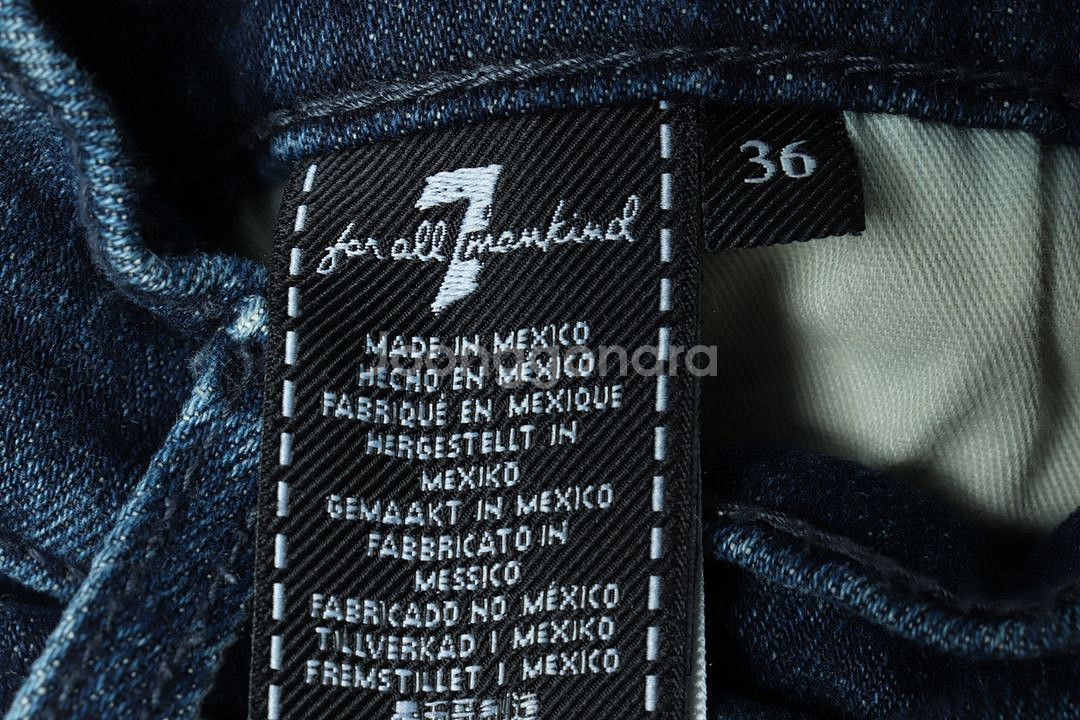 36
7
for all mankind
MADE IN MEXICO
HECHO EN MÉXICO
FABRIQUÉ EN MEXIQUE
HERGESTELLT IN
MEXIKO
GEMAAKT IN MEXICO
FABBRICATO IN
MESSICO
FABRICADO NO MÉXICO
TILLVERKAD I MEXIKO
FREMSTILLET I MEXICO